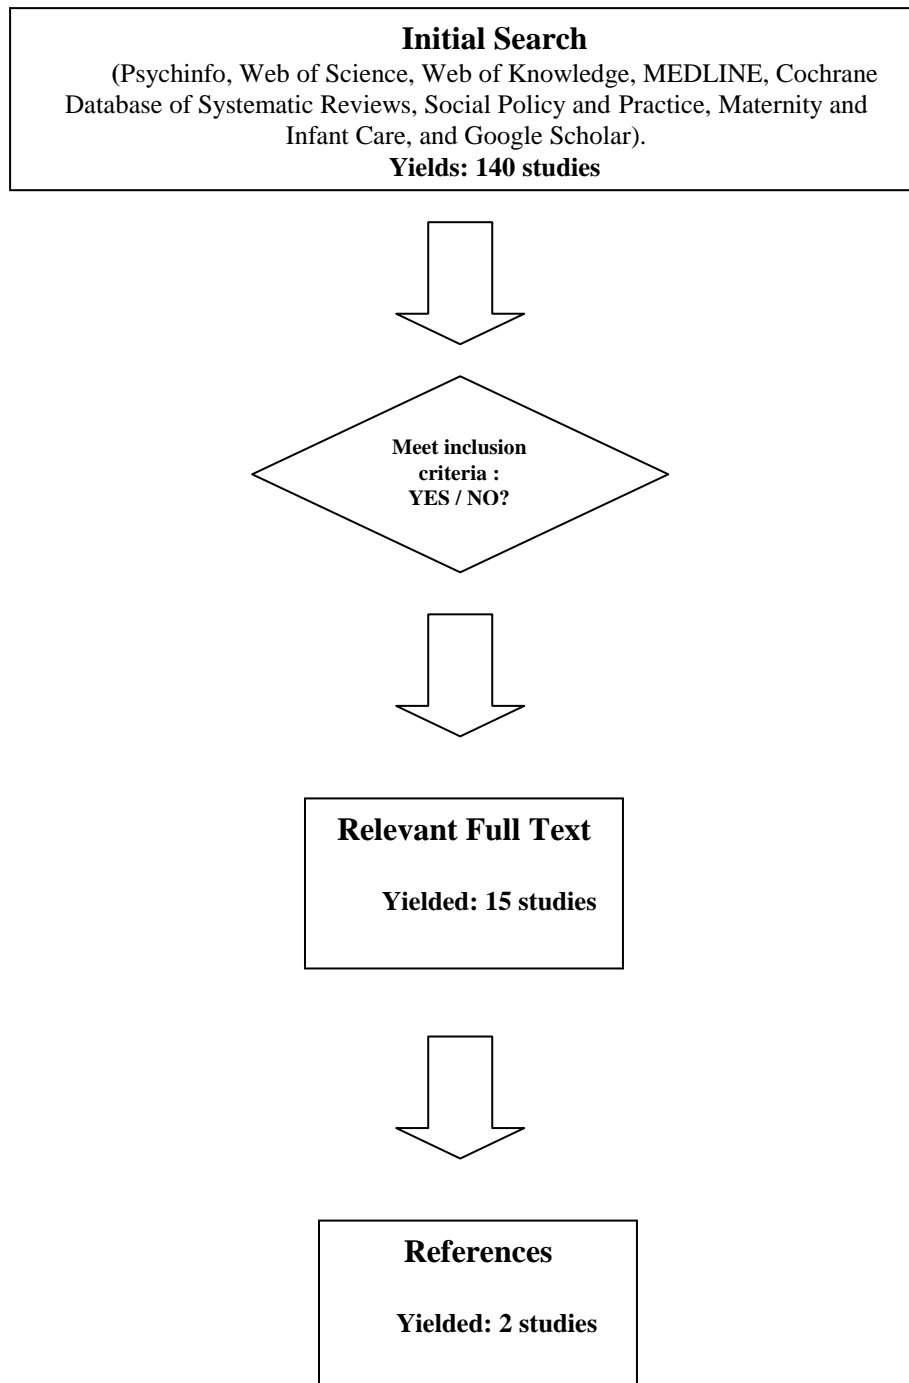 Initial Search
(Psychinfo, Web of Science, Web of Knowledge, MEDLINE, Cochrane
Database of Systematic Reviews, Social Policy and Practice, Maternity and
Infant Care, and Google Scholar).
Yields: 140 studies
Meet inclusion
criteria :
YES / NO?
Relevant Full Text
Yielded: 15 studies
References
Yielded: 2 studies